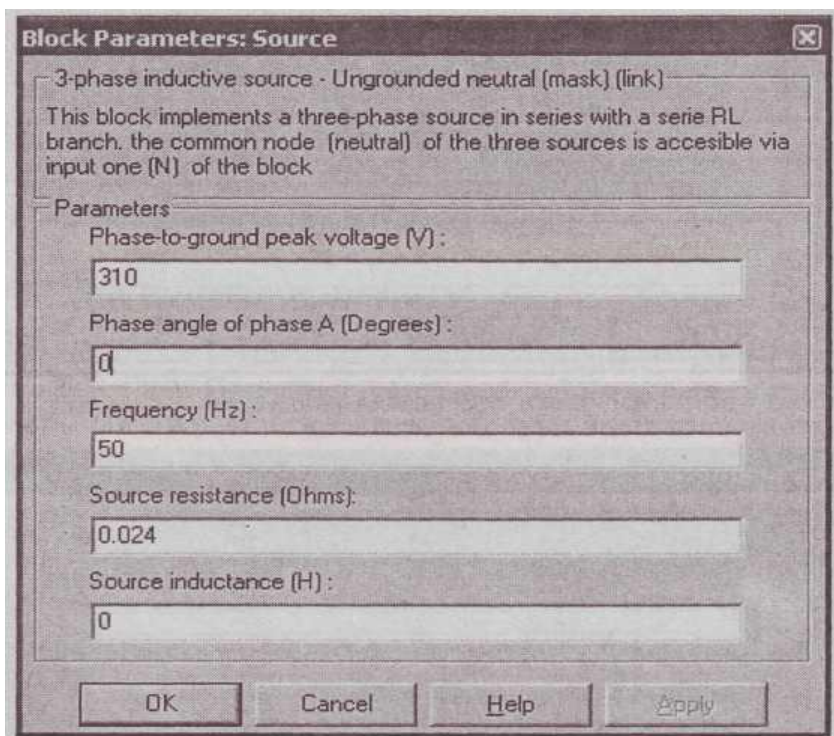 Block Parameters: Source
3-phase inductive source - Ungrounded neutral (mask) (link)
This block implements a three-phase source in series with a serie RL
branch. the common node (neutral) of the three sources is accesible via
input one (N) of the block
Parameters
Phase-to-ground peak voltage (V) :
310
Phase angle of phase A (Degrees) :
0
Frequency (Hz) :
50
Source resistance (Ohms):
0.024
Source inductance (H) :
0
OK Cancel Help Apply